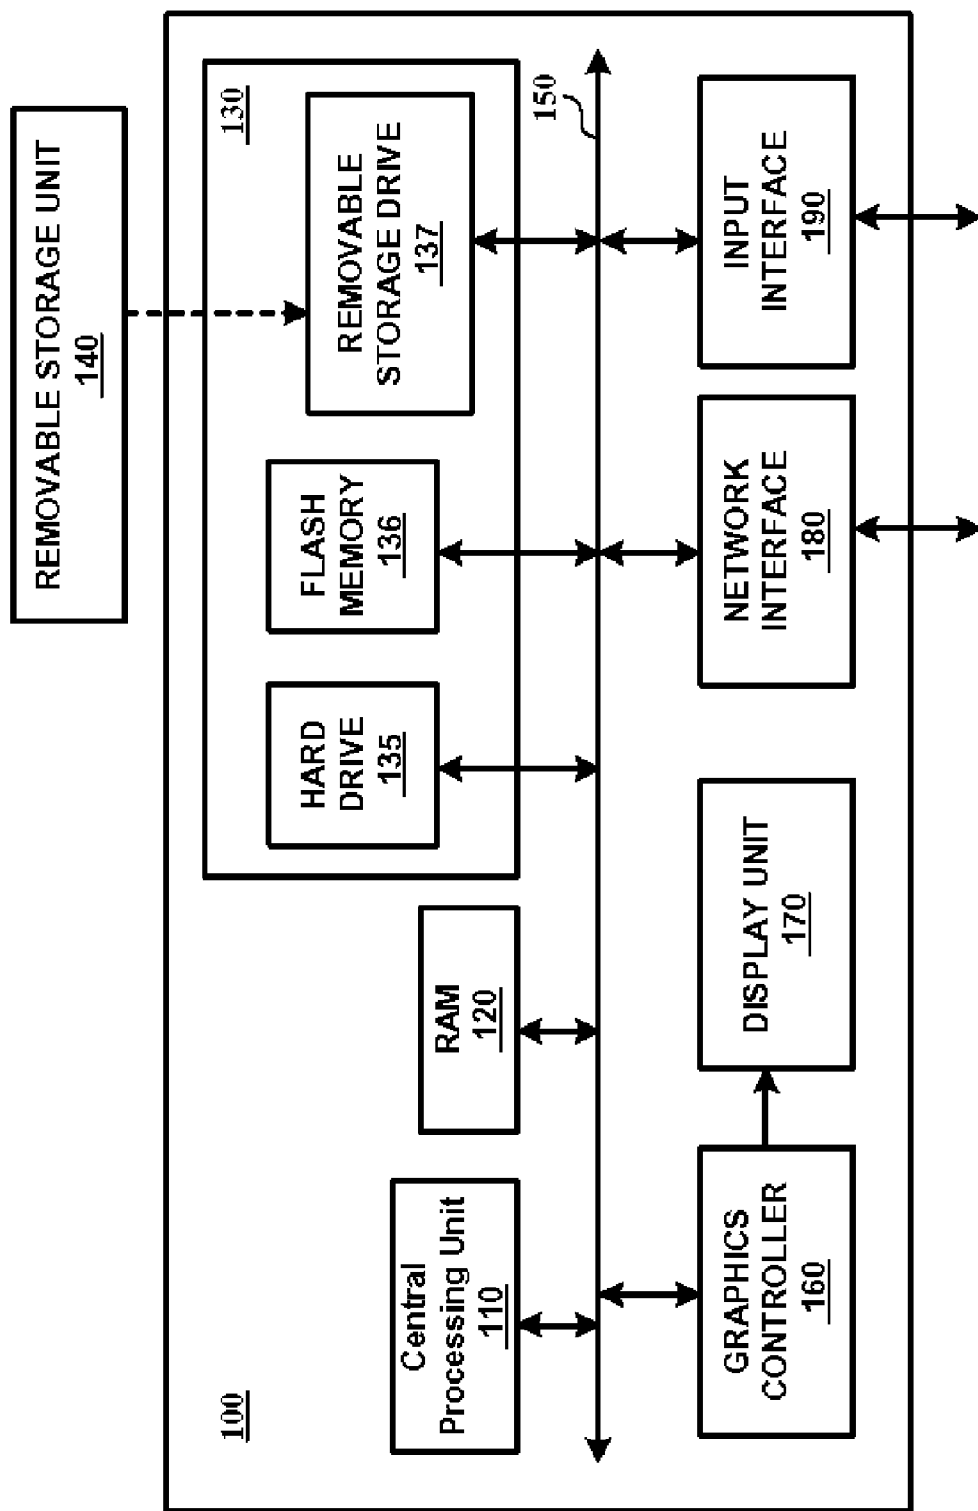 100
130
REMOVABLE STORAGE UNIT
140
Central
Processing Unit
110
RAM
120
HARD
DRIVE
135
FLASH
MEMORY
136
REMOVABLE
STORAGE DRIVE
137
150
GRAPHICS
CONTROLLER
160
DISPLAY UNIT
170
NETWORK
INTERFACE
180
INPUT
INTERFACE
190